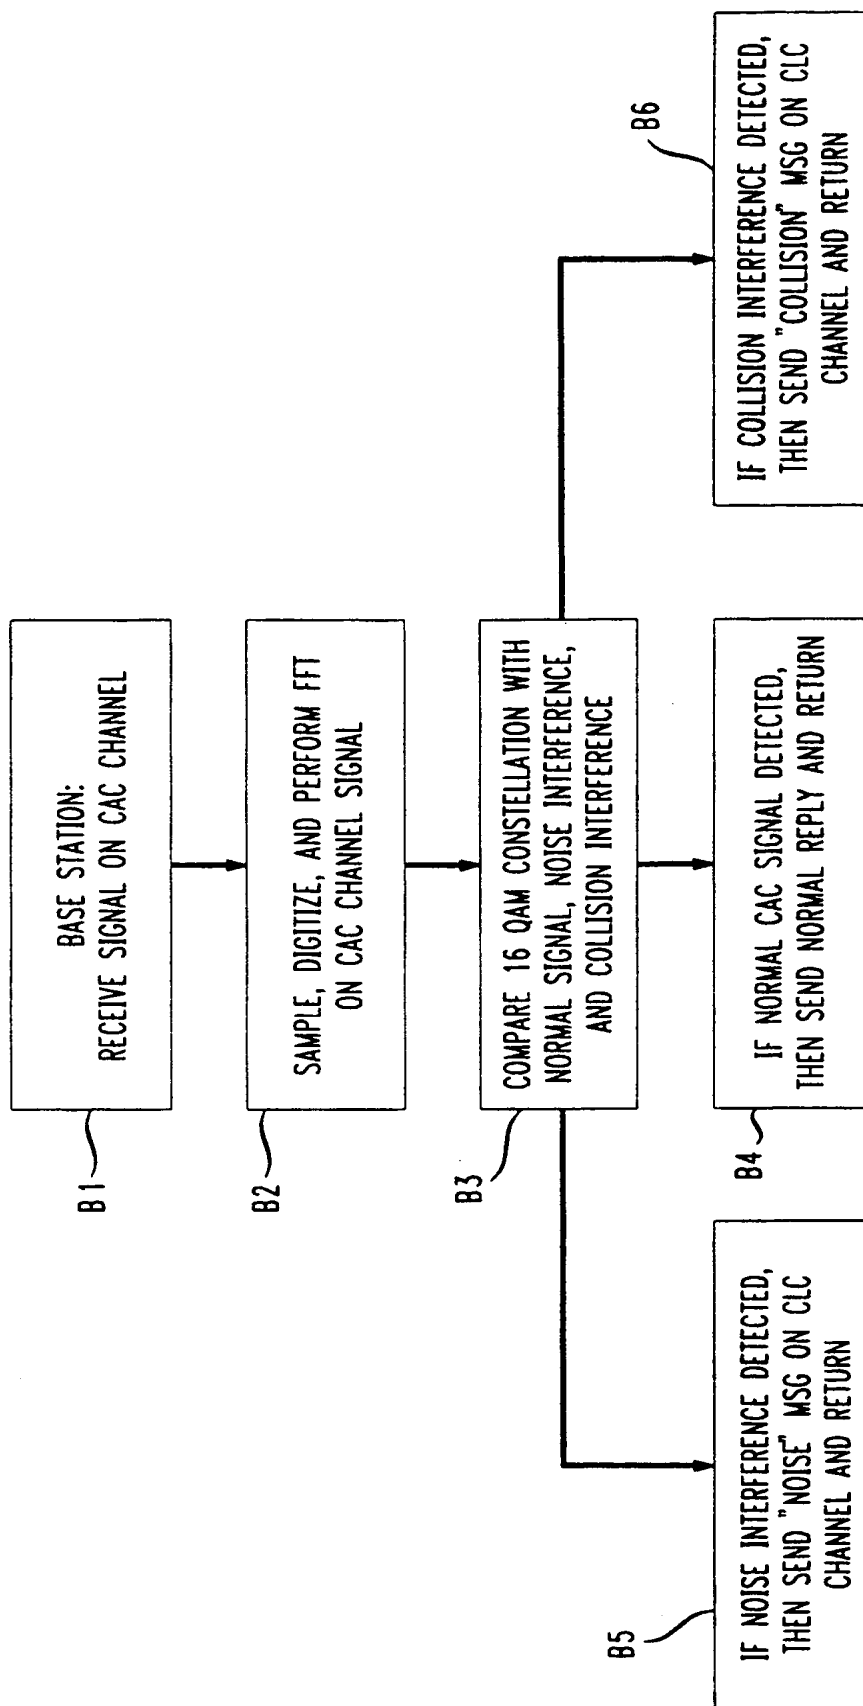 BASE STATION:
RECEIVE SIGNAL ON CAC CHANNEL
B1
SAMPLE, DIGITIZE, AND PERFORM FFT
ON CAC CHANNEL SIGNAL
B2
COMPARE 16 QAM CONSTELLATION WITH
NORMAL SIGNAL, NOISE INTERFERENCE,
AND COLLISION INTERFERENCE
B3
IF NOISE INTERFERENCE DETECTED,
THEN SEND "NOISE" MSG ON CLC
CHANNEL AND RETURN
B5
IF NORMAL CAC SIGNAL DETECTED,
THEN SEND NORMAL REPLY AND RETURN
B4
IF COLLISION INTERFERENCE DETECTED,
THEN SEND "COLLISION" MSG ON CLC
CHANNEL AND RETURN
B6